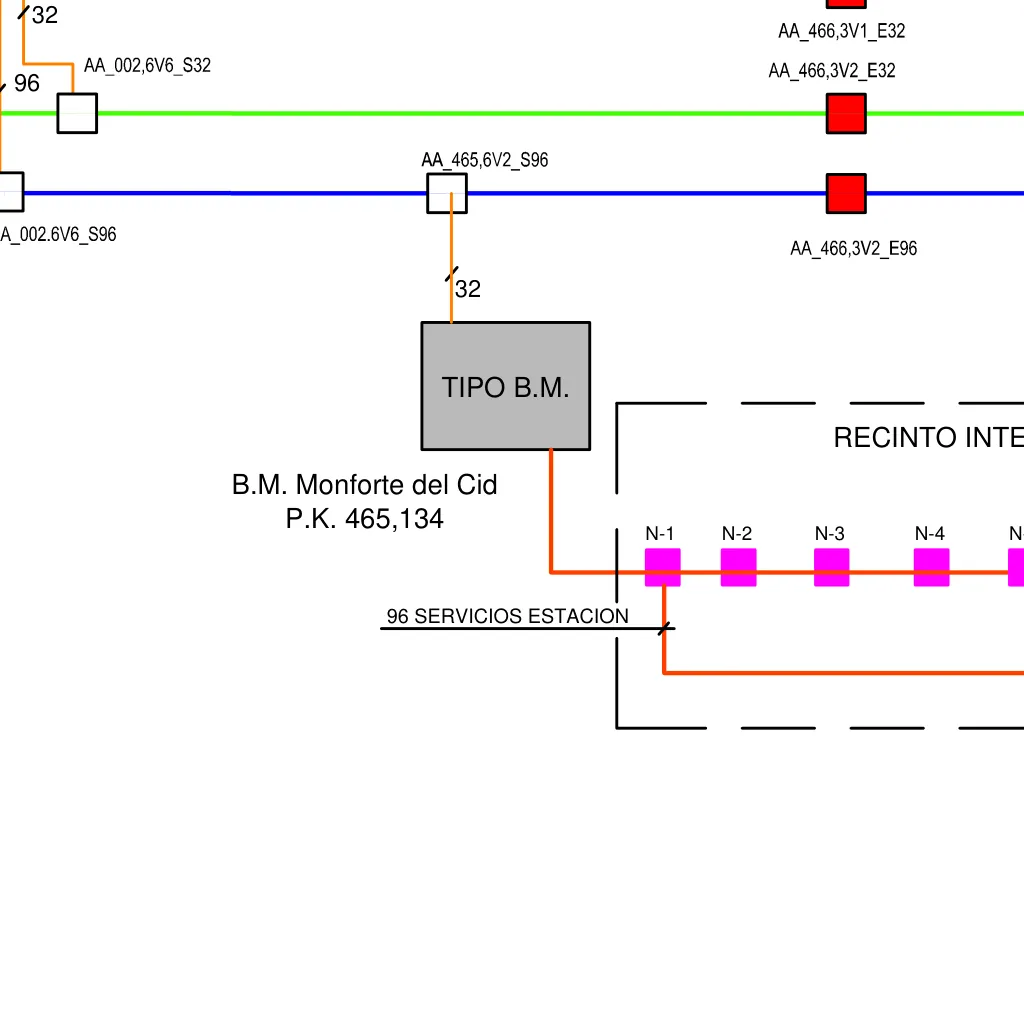 32
AA_466,3V1_E32
AA_002,6V6_S32
AA_466,3V2_E32
96
AA_465,6V2_S96
A_002.6V6_S96
AA_466,3V2_E96
32
TIPO B.M.
RECINTO INTE
B.M. Monforte del Cid
P.K. 465,134
N-1
N-2
N-3
N-4
N-
96 SERVICIOS ESTACION